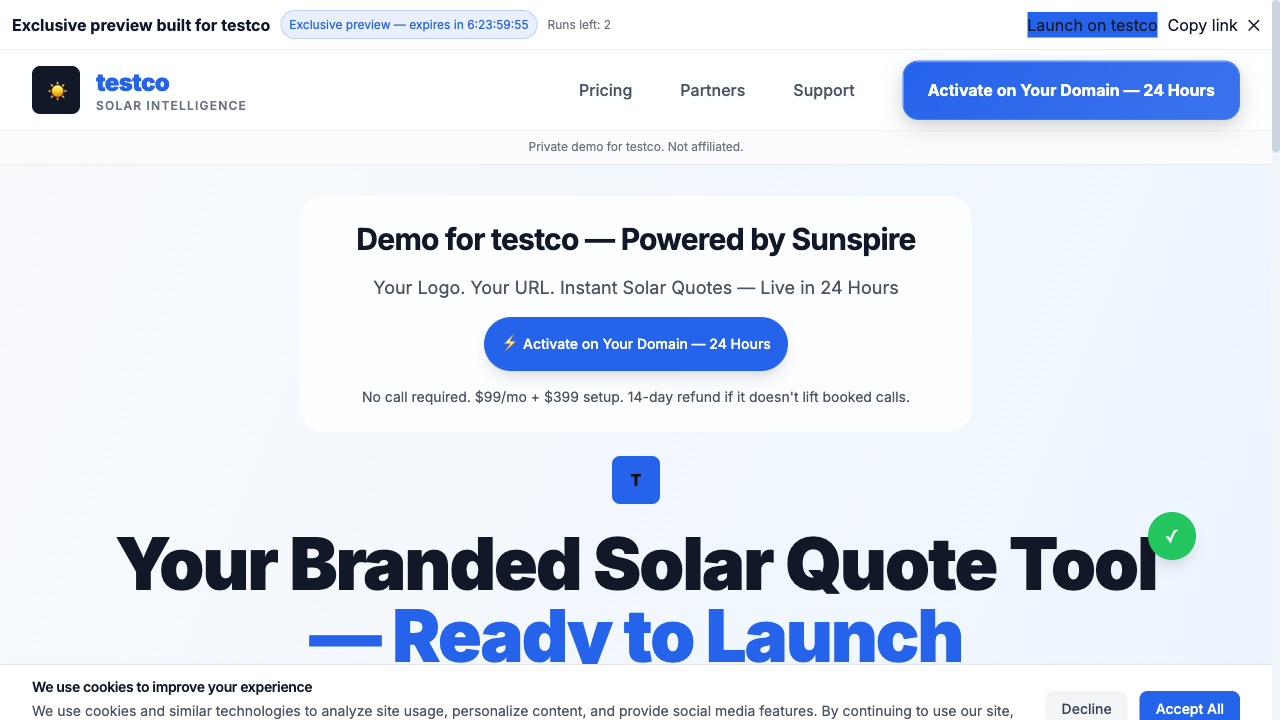 Exclusive preview built for testco
Exclusive preview — expires in 6:23:59:55
Runs left: 2
Launch on testco
Copy link
testco
SOLAR INTELLIGENCE
Pricing
Partners
Support
Activate on Your Domain — 24 Hours
Private demo for testco. Not affiliated.
Demo for testco — Powered by Sunspire
Your Logo. Your URL. Instant Solar Quotes — Live in 24 Hours
⚡ Activate on Your Domain — 24 Hours
No call required. $99/mo + $399 setup. 14-day refund if it doesn't lift booked calls.
T
Your Branded Solar Quote Tool
— Ready to Launch
We use cookies to improve your experience
We use cookies and similar technologies to analyze site usage, personalize content, and provide social media features. By continuing to use our site,
Decline
Accept All